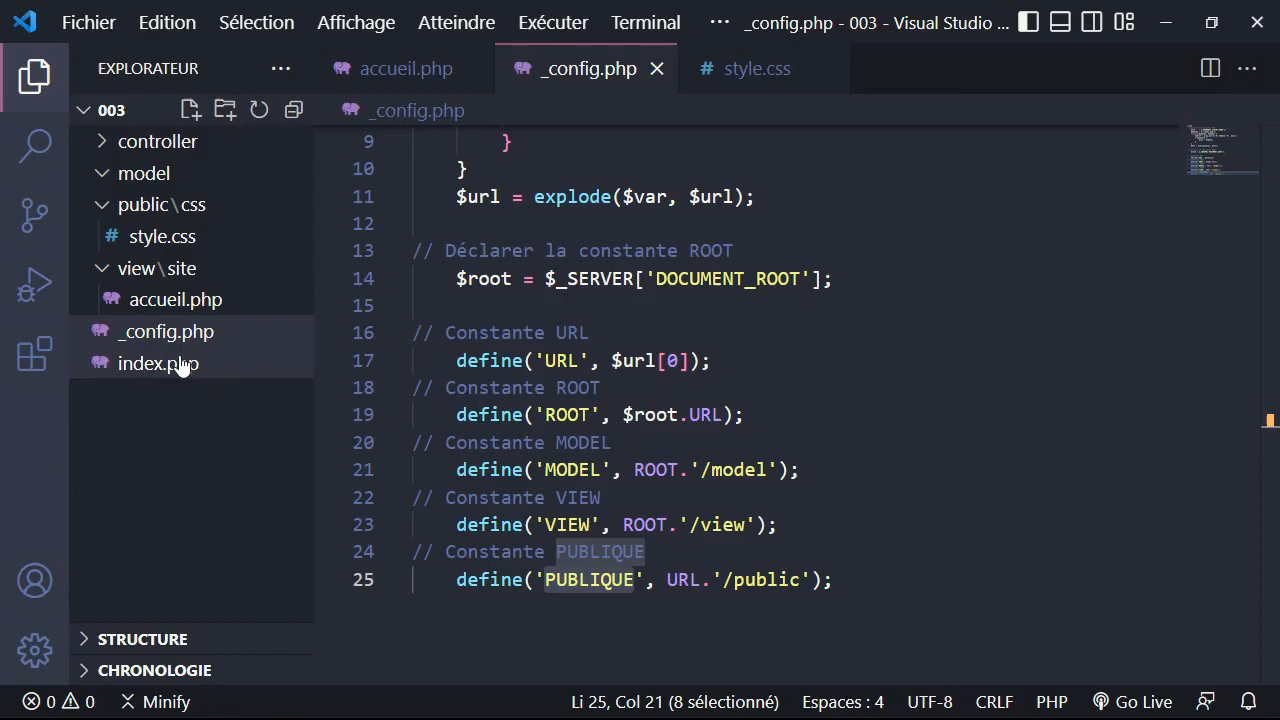 Fichier Edition Sélection Affichage Atteindre Exécuter Terminal ··· _config.php - 003 - Visual Studio ...
EXPLORATEUR ···
accueil.php _config.php # style.css ···
003
_config.php
controller
model
public\css
# style.css
view\site
accueil.php
_config.php
index.php
9 }
10 }
11 $url = explode($var, $url);
12
13 // Déclarer la constante ROOT
14 $root = $_SERVER['DOCUMENT_ROOT'];
15
16 // Constante URL
17 define('URL', $url[0]);
18 // Constante ROOT
19 define('ROOT', $root.URL);
20 // Constante MODEL
21 define('MODEL', ROOT.'/model');
22 // Constante VIEW
23 define('VIEW', ROOT.'/view');
24 // Constante PUBLIQUE
25 define('PUBLIQUE', URL.'/public');
STRUCTURE
CHRONOLOGIE
0 0 Minify Li 25, Col 21 (8 sélectionné) Espaces : 4 UTF-8 CRLF PHP Go Live